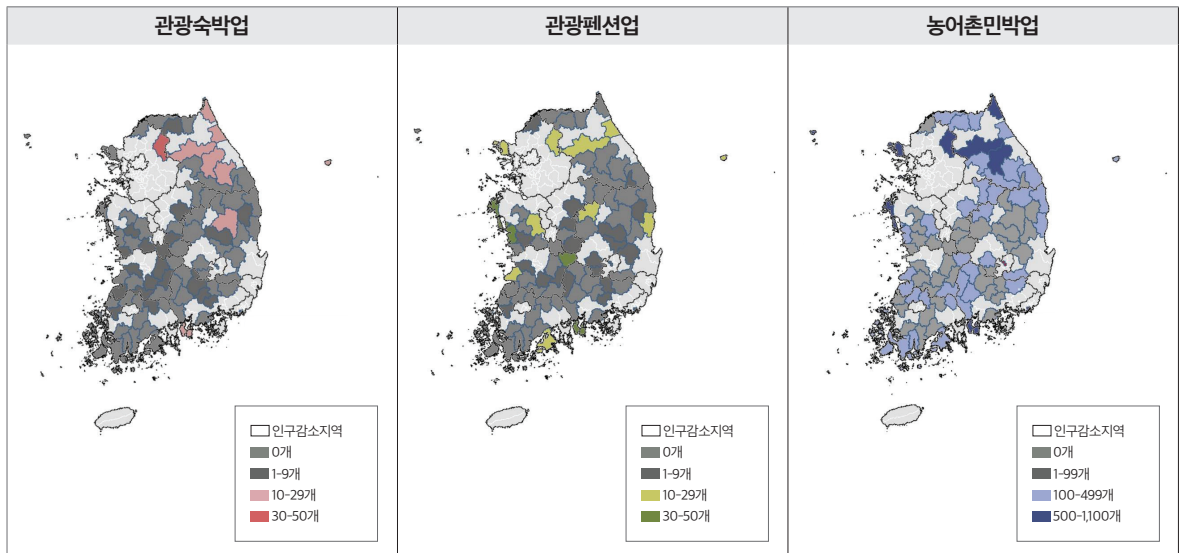 관광숙박업
관광펜션업
농어촌민박업
인구감소지역
0개
1-9개
10-29개
30-50개
인구감소지역
0개
1-9개
10-29개
30-50개
인구감소지역
0개
1-99개
100-499개
500-1,100개